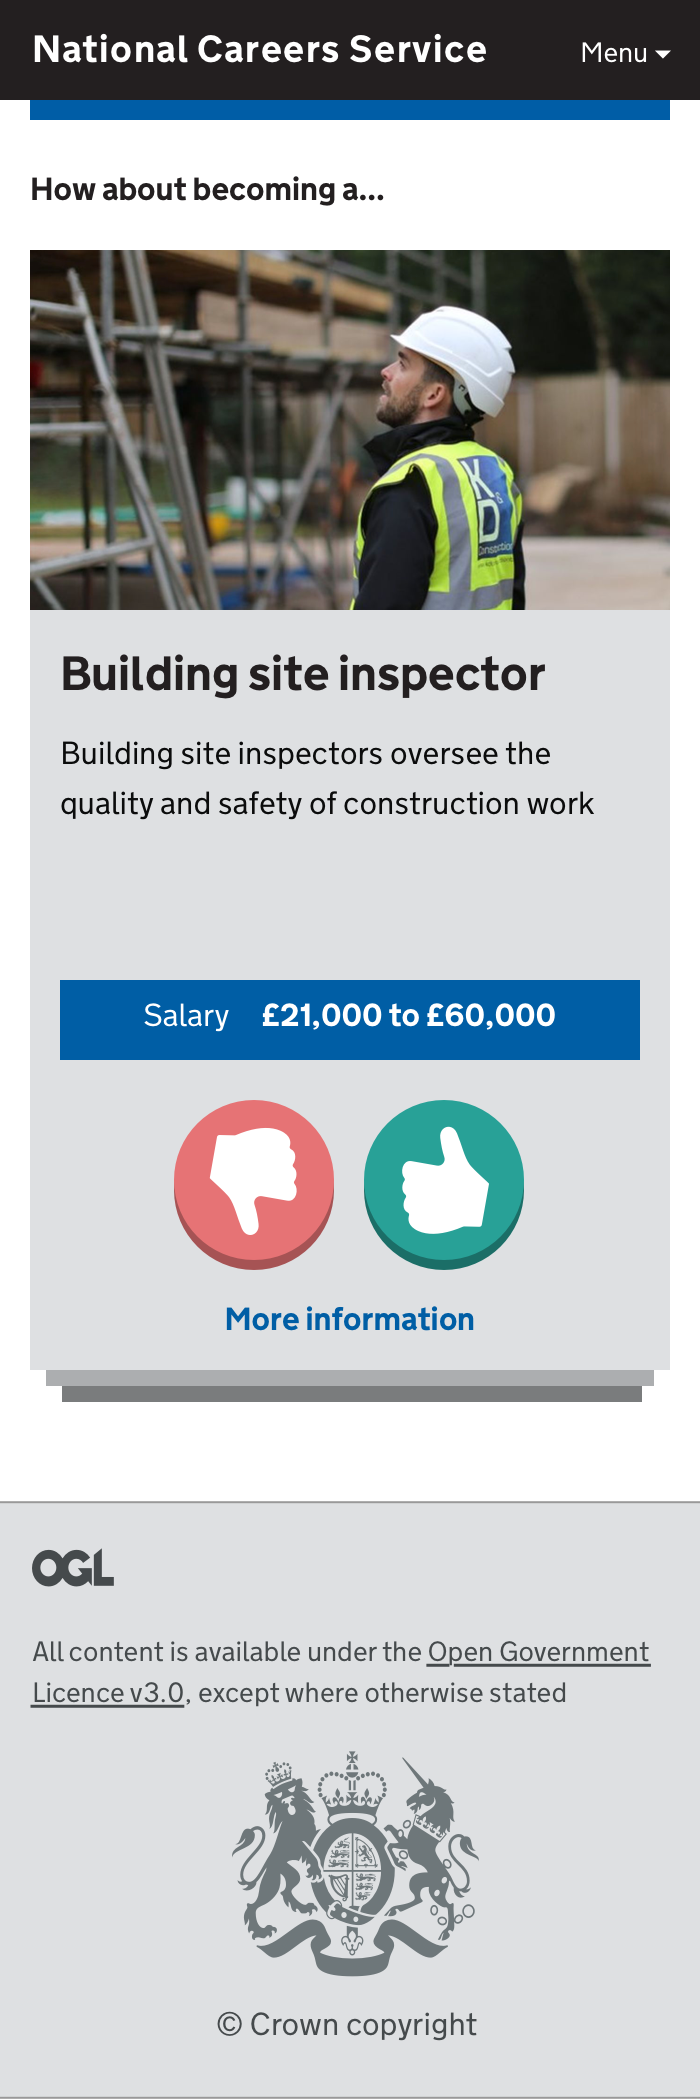 National Careers Service
Menu
How about becoming a...
K&D
Construction
Building site inspector
Building site inspectors oversee the
quality and safety of construction work
Salary £21,000 to £60,000
More information
OGL
All content is available under the Open Government
Licence v3.0, except where otherwise stated
© Crown copyright